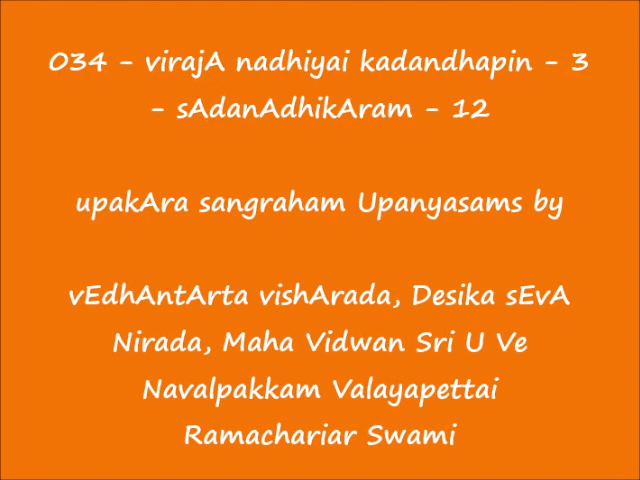 034 - virajA nadhiyai kadandhapin - 3
- sAdanAdhikAram - 12
upakAra sangraham Upanyasams by
vEdhAntArta vishArada, Desika sEvA
Nirada, Maha Vidwan Sri U Ve
Navalpakkam Valayapettai
Ramachariar Swami